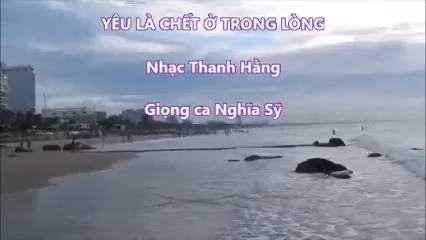 YÊU LÀ CHẾT Ở TRONG LÒNG
Nhạc Thanh Hằng
Giọng ca Nghĩa Sỹ